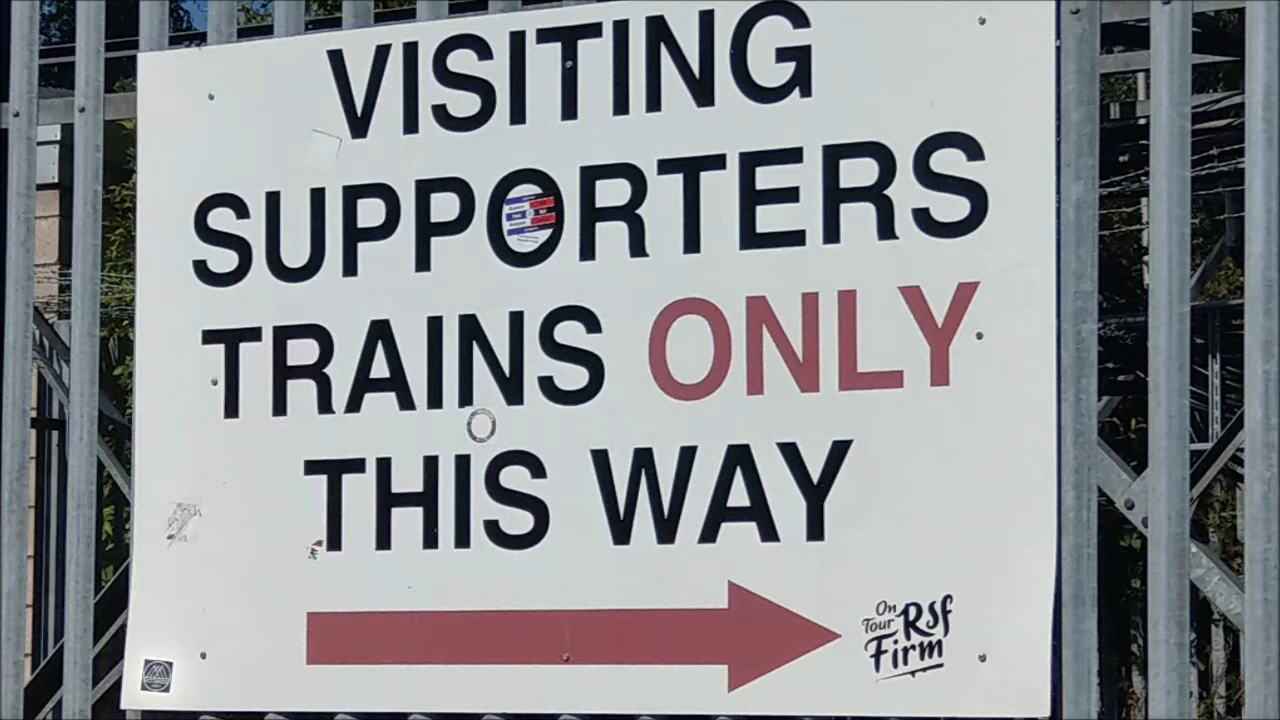 VISITING
SUPPORTERS
TRAINS ONLY
THIS WAY
On
Tour Rsf
Firm